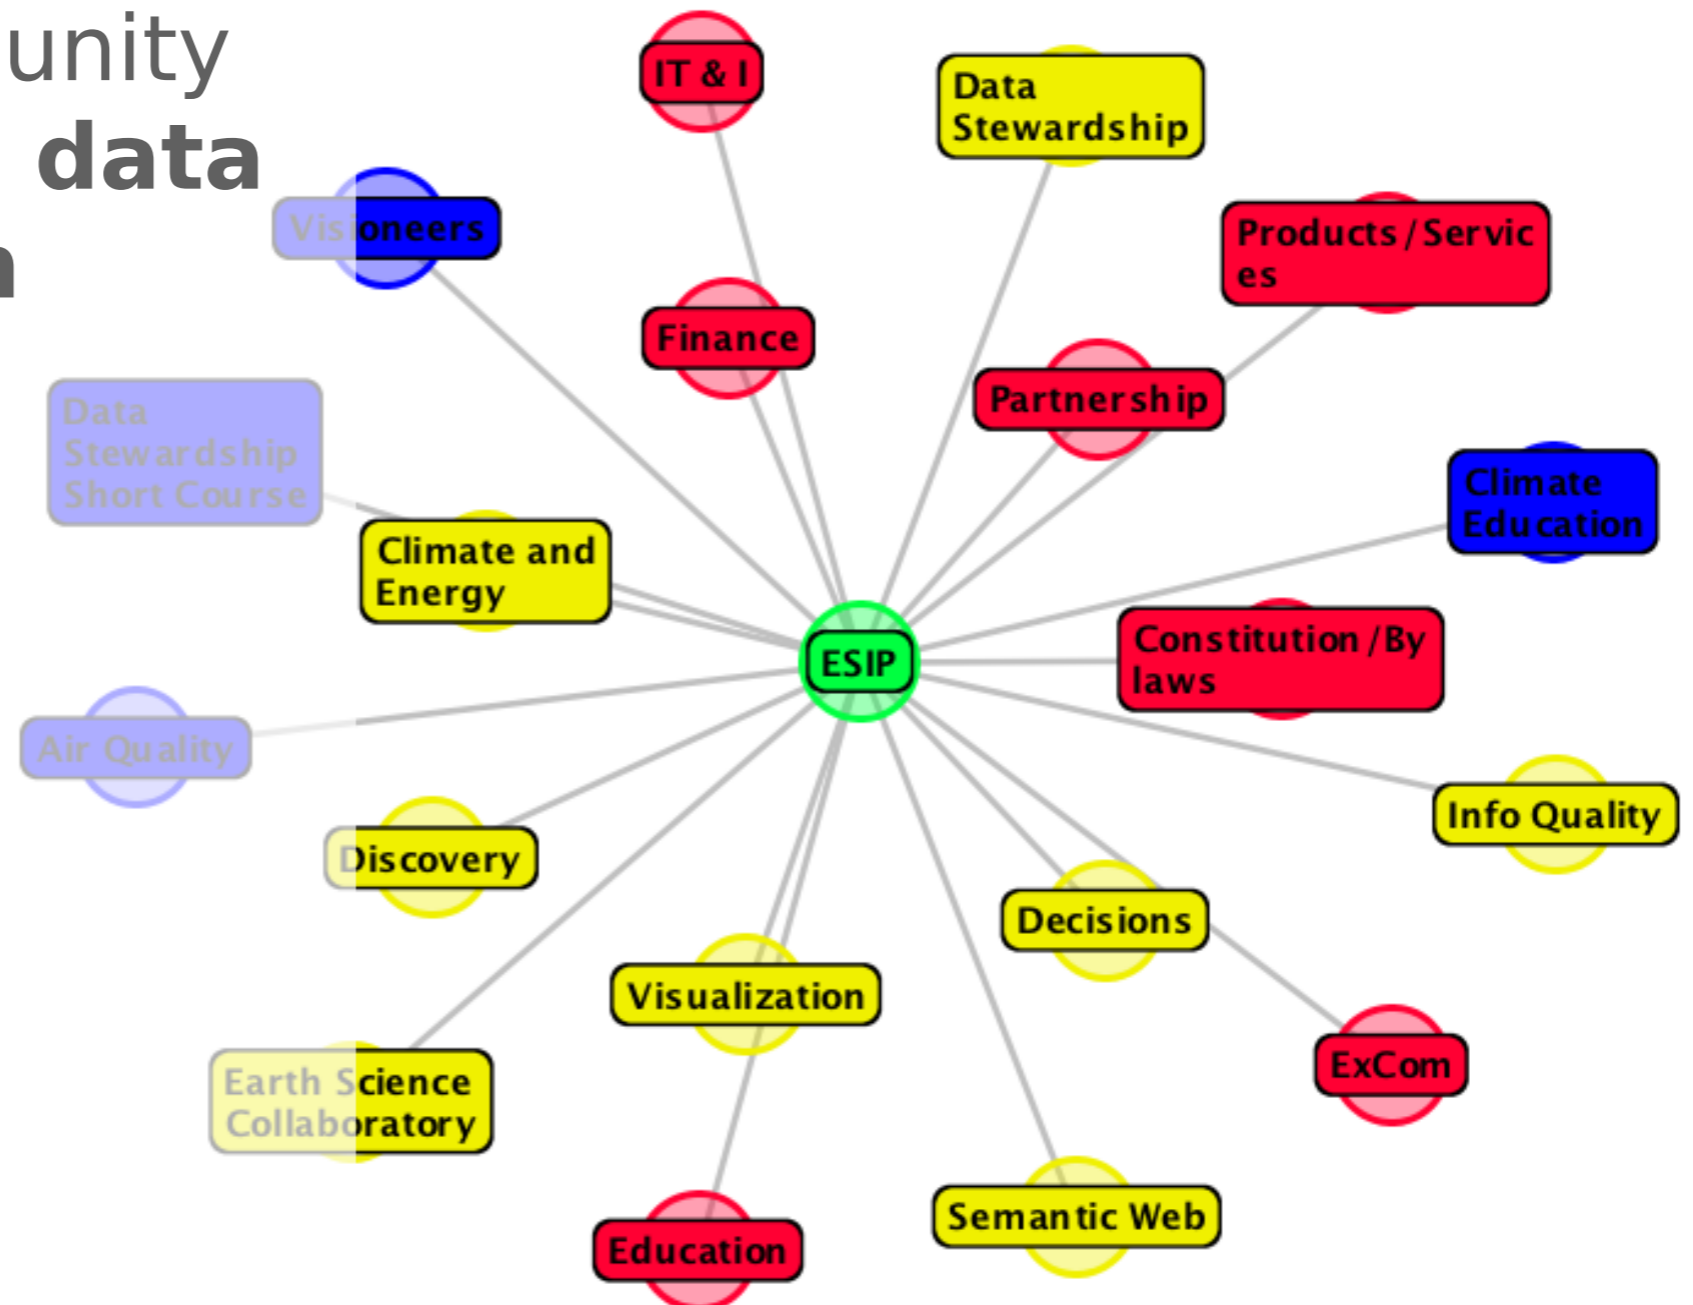 unity
data
IT & I
Data
Stewardship
Visioneers
Products/Servic
es
Finance
Partnership
Data
Stewardship
Short Course
Climate
Education
Climate and
Energy
Constitution/By
laws
ESIP
Air Quality
Info Quality
Discovery
Decisions
Visualization
ExCom
Earth Science
Collaboratory
Semantic Web
Education